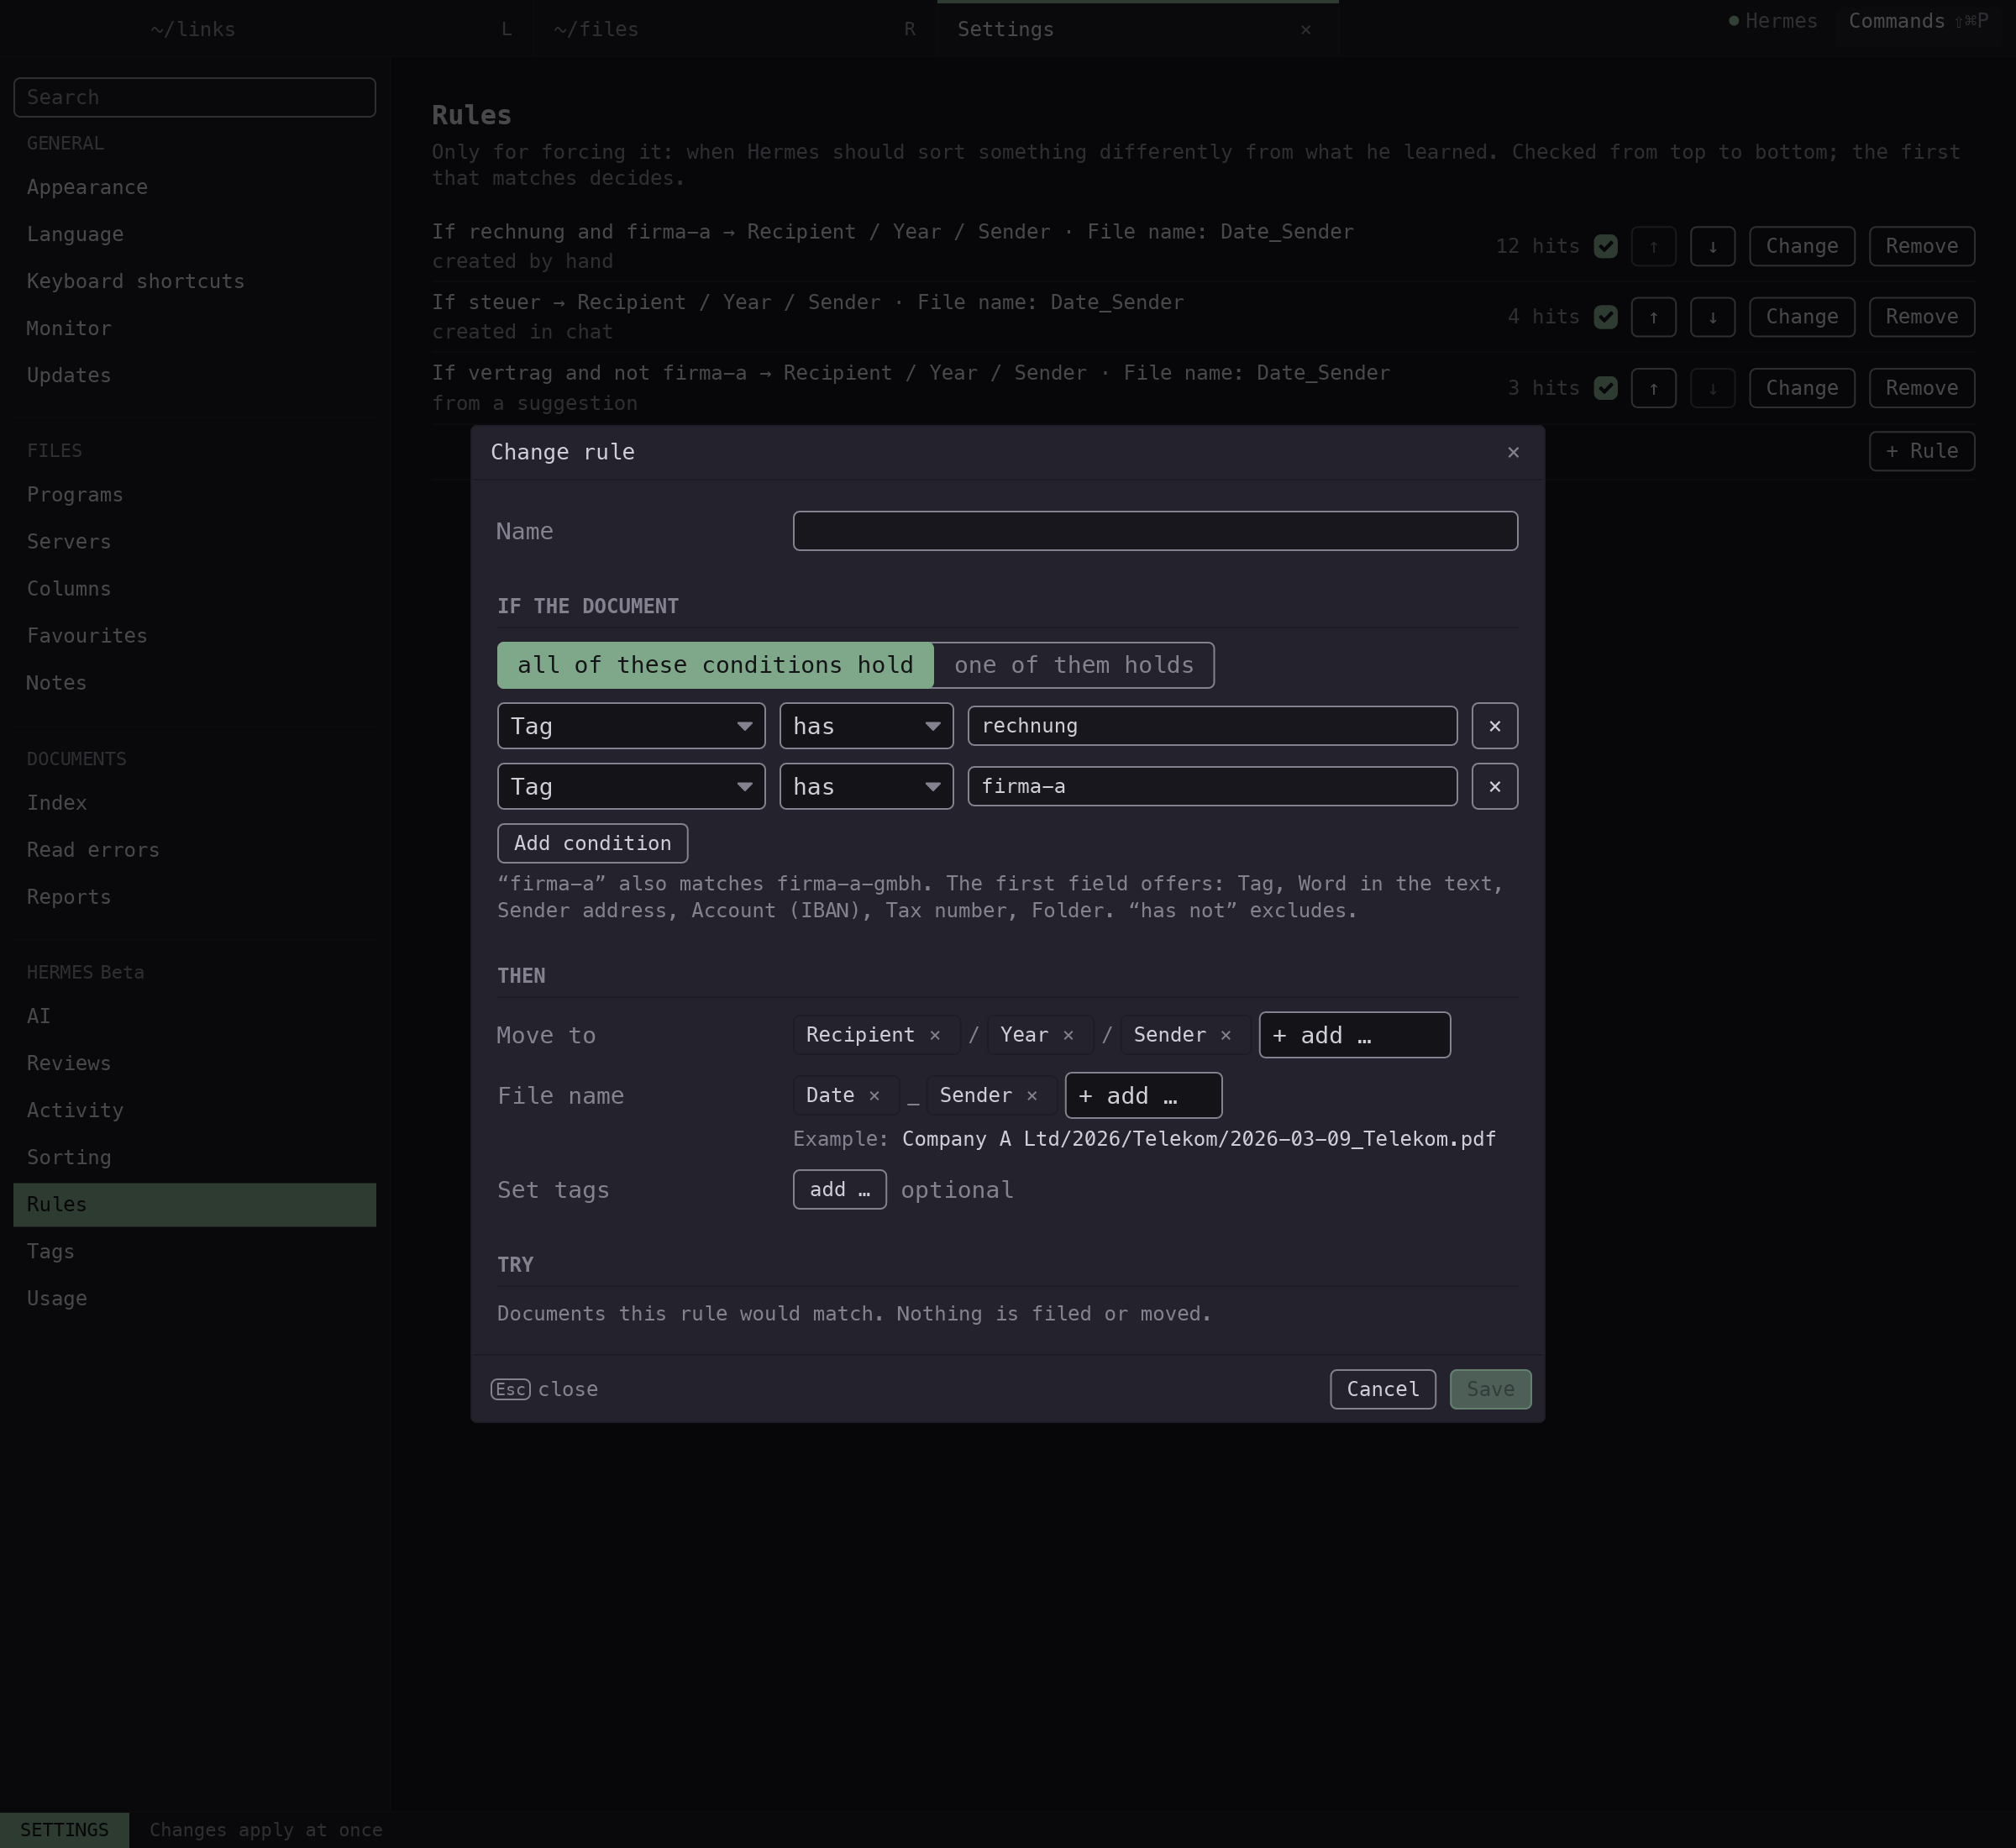 ~/links L ~/files R Settings × Hermes Commands ⇧⌘P
Search
GENERAL
Appearance
Language
Keyboard shortcuts
Monitor
Updates
FILES
Programs
Servers
Columns
Favourites
Notes
DOCUMENTS
Index
Read errors
Reports
HERMES Beta
AI
Reviews
Activity
Sorting
Rules
Tags
Usage
Rules
Only for forcing it: when Hermes should sort something differently from what he learned. Checked from top to bottom; the first
that matches decides.
If rechnung and firma-a → Recipient / Year / Sender · File name: Date_Sender
created by hand
12 hits ↑ ↓ Change Remove
If steuer → Recipient / Year / Sender · File name: Date_Sender
created in chat
4 hits ↑ ↓ Change Remove
If vertrag and not firma-a → Recipient / Year / Sender · File name: Date_Sender
from a suggestion
3 hits ↑ ↓ Change Remove
+ Rule
Change rule ×
Name
IF THE DOCUMENT
all of these conditions hold one of them holds
Tag has rechnung ×
Tag has firma-a ×
Add condition
“firma-a” also matches firma-a-gmbh. The first field offers: Tag, Word in the text,
Sender address, Account (IBAN), Tax number, Folder. “has not” excludes.
THEN
Move to Recipient × / Year × / Sender × + add …
File name Date × _ Sender × + add …
Example: Company A Ltd/2026/Telekom/2026-03-09_Telekom.pdf
Set tags add … optional
TRY
Documents this rule would match. Nothing is filed or moved.
Esc close Cancel Save
SETTINGS Changes apply at once